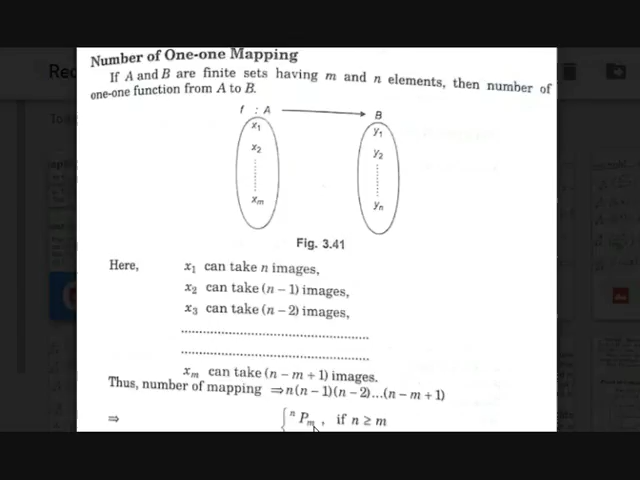 Number of One-one Mapping
If A and B are finite sets having m and n elements, then number of
one-one function from A to B.
f : A B
x₁ y₁
x₂ y₂
........ ........
xₘ yₙ
Fig. 3.41
Here, x₁ can take n images,
x₂ can take (n – 1) images,
x₃ can take (n – 2) images,
................................................
................................................
xₘ can take (n – m + 1) images.
Thus, number of mapping ⇒ n(n – 1)(n – 2)...(n – m + 1)
⇒ { ⁿPₘ , if n ≥ m